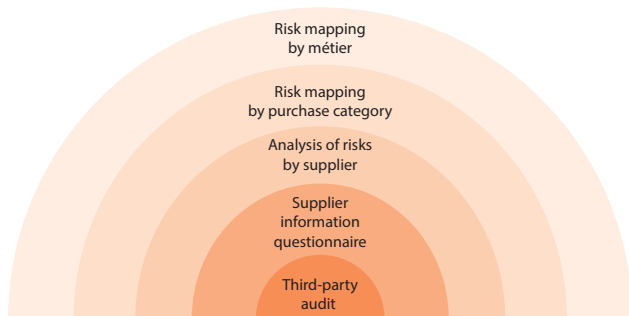 Risk mapping
by métier
Risk mapping
by purchase category
Analysis of risks
by supplier
Supplier
information
questionnaire
Third-party
audit